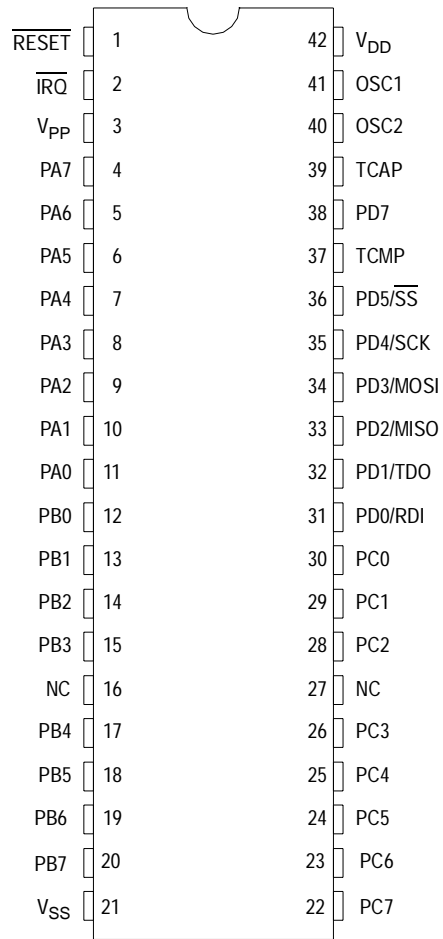 R̅E̅S̅E̅T̅ 1 42 VDD
I̅R̅Q̅ 2 41 OSC1
VPP 3 40 OSC2
PA7 4 39 TCAP
PA6 5 38 PD7
PA5 6 37 TCMP
PA4 7 36 PD5/S̅S̅
PA3 8 35 PD4/SCK
PA2 9 34 PD3/MOSI
PA1 10 33 PD2/MISO
PA0 11 32 PD1/TDO
PB0 12 31 PD0/RDI
PB1 13 30 PC0
PB2 14 29 PC1
PB3 15 28 PC2
NC 16 27 NC
PB4 17 26 PC3
PB5 18 25 PC4
PB6 19 24 PC5
PB7 20 23 PC6
VSS 21 22 PC7